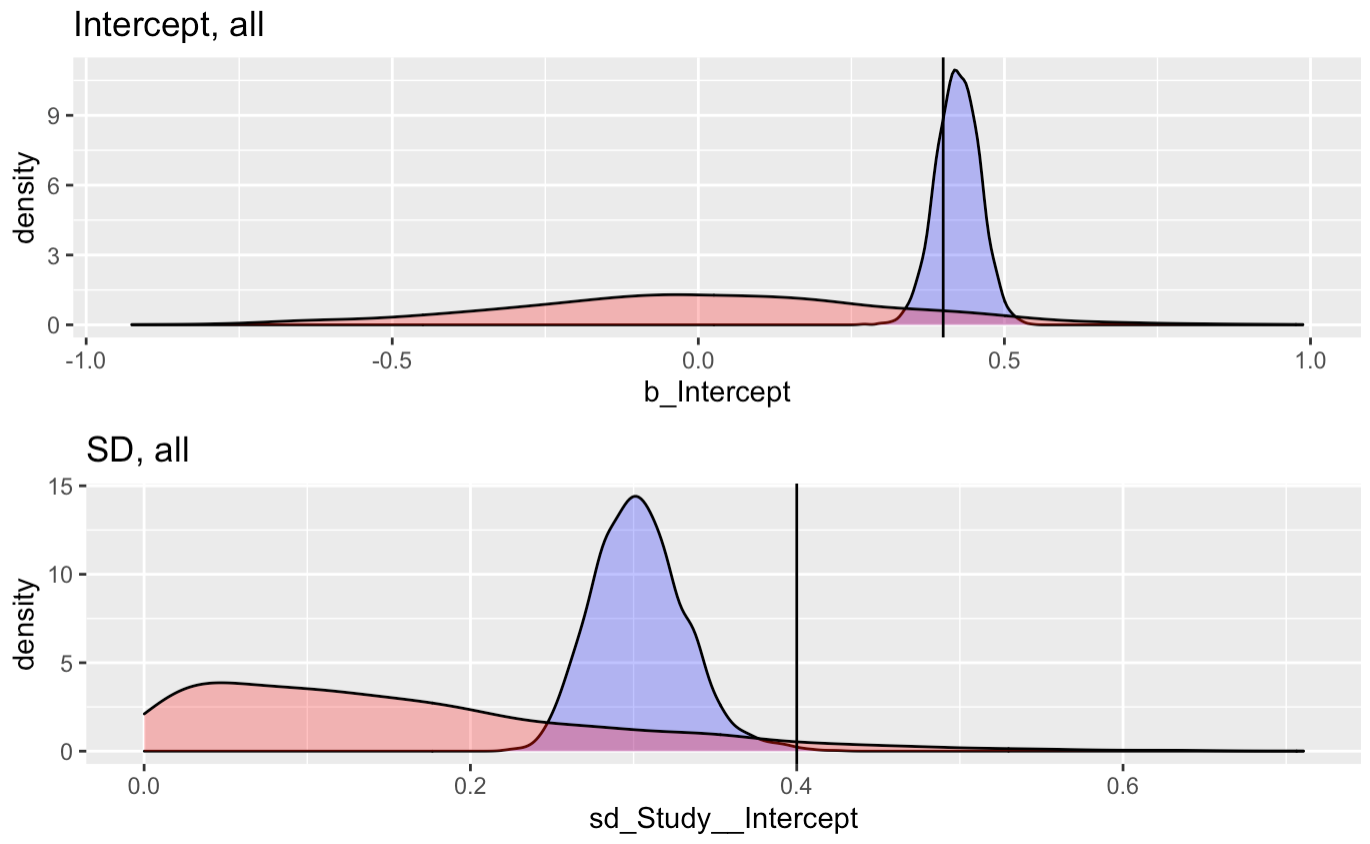 Intercept, all
9
6
3
0
density
-1.0 -0.5 0.0 0.5 1.0
b_Intercept
SD, all
15
10
5
0
density
0.0 0.2 0.4 0.6
sd_Study__Intercept